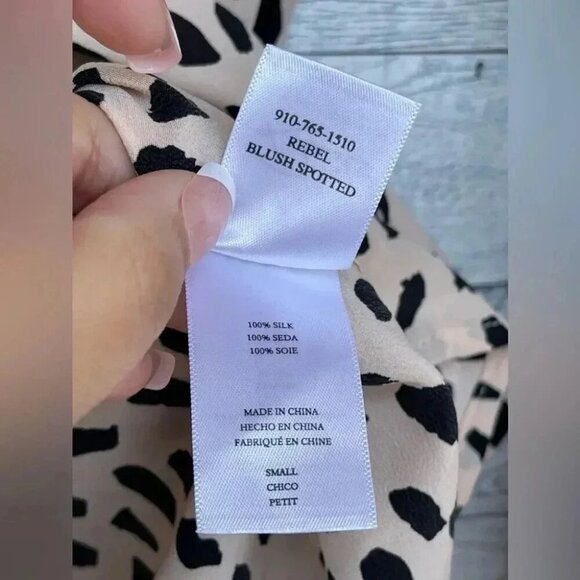 910-765-1510
REBEL
BLUSH SPOTTED
100% SILK
100% SEDA
100% SOIE
MADE IN CHINA
HECHO EN CHINA
FABRIQUÉ EN CHINE
SMALL
CHICO
PETIT